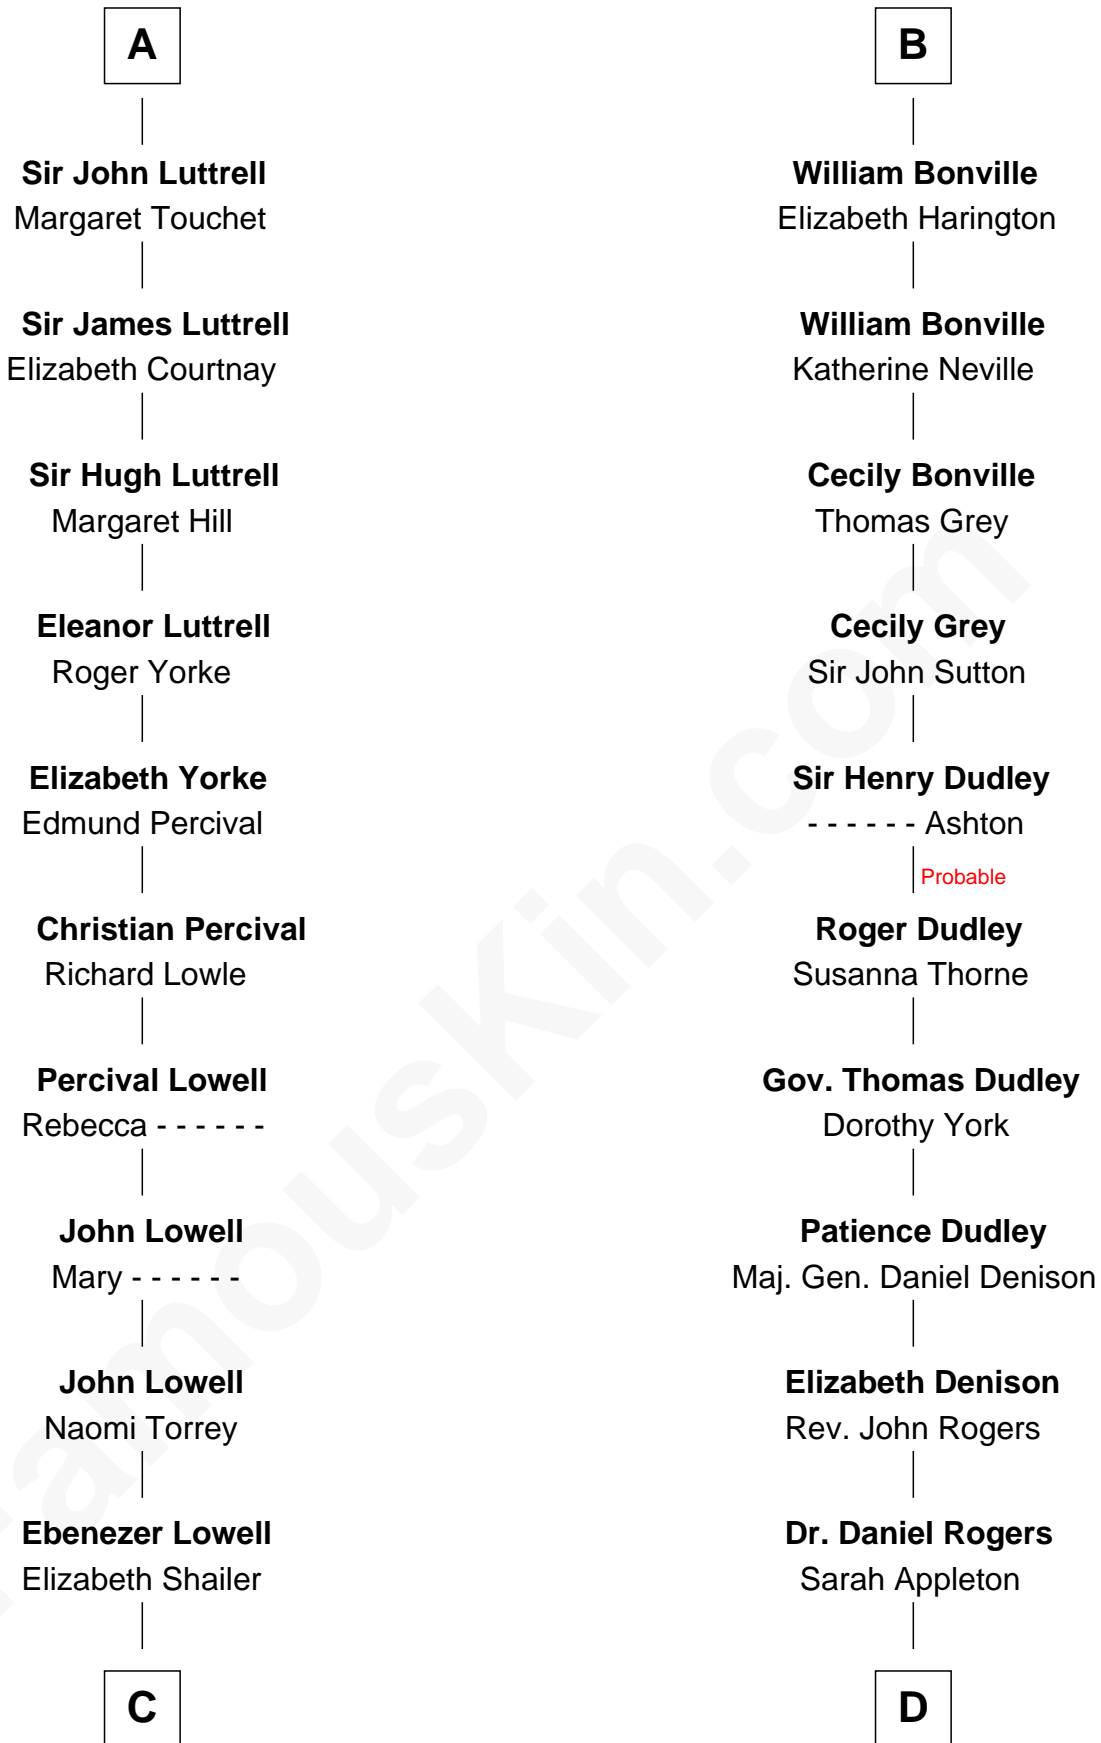 A
Sir John Luttrell
Margaret Touchet
Sir James Luttrell
Elizabeth Courtnay
Sir Hugh Luttrell
Margaret Hill
Eleanor Luttrell
Roger Yorke
Elizabeth Yorke
Edmund Percival
Christian Percival
Richard Lowle
Percival Lowell
Rebecca - - - - - -
John Lowell
Mary - - - - - -
John Lowell
Naomi Torrey
Ebenezer Lowell
Elizabeth Shailer
C
B
William Bonville
Elizabeth Harington
William Bonville
Katherine Neville
Cecily Bonville
Thomas Grey
Cecily Grey
Sir John Sutton
Sir Henry Dudley
- - - - - - Ashton
Probable
Roger Dudley
Susanna Thorne
Gov. Thomas Dudley
Dorothy York
Patience Dudley
Maj. Gen. Daniel Denison
Elizabeth Denison
Rev. John Rogers
Dr. Daniel Rogers
Sarah Appleton
D
FamousKin.com